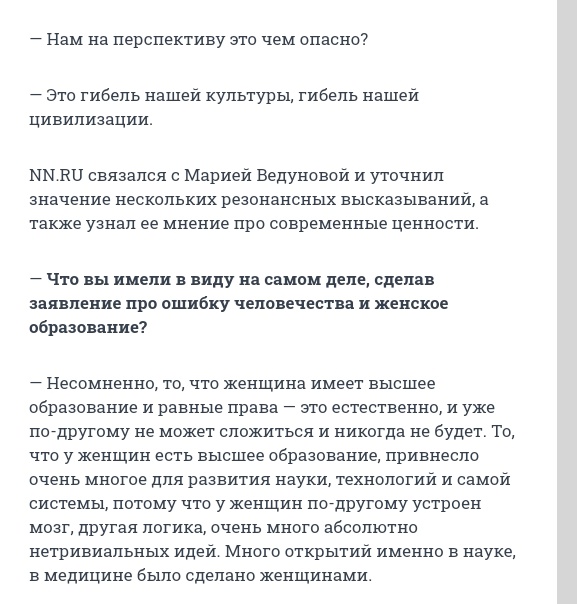 — Нам на перспективу это чем опасно?
— Это гибель нашей культуры, гибель нашей
цивилизации.
NN.RU связался с Марией Ведуновой и уточнил
значение нескольких резонансных высказываний, а
также узнал ее мнение про современные ценности.
— Что вы имели в виду на самом деле, сделав
заявление про ошибку человечества и женское
образование?
— Несомненно, то, что женщина имеет высшее
образование и равные права — это естественно, и уже
по-другому не может сложиться и никогда не будет. То,
что у женщин есть высшее образование, привнесло
очень многое для развития науки, технологий и самой
системы, потому что у женщин по-другому устроен
мозг, другая логика, очень много абсолютно
нетривиальных идей. Много открытий именно в науке,
в медицине было сделано женщинами.